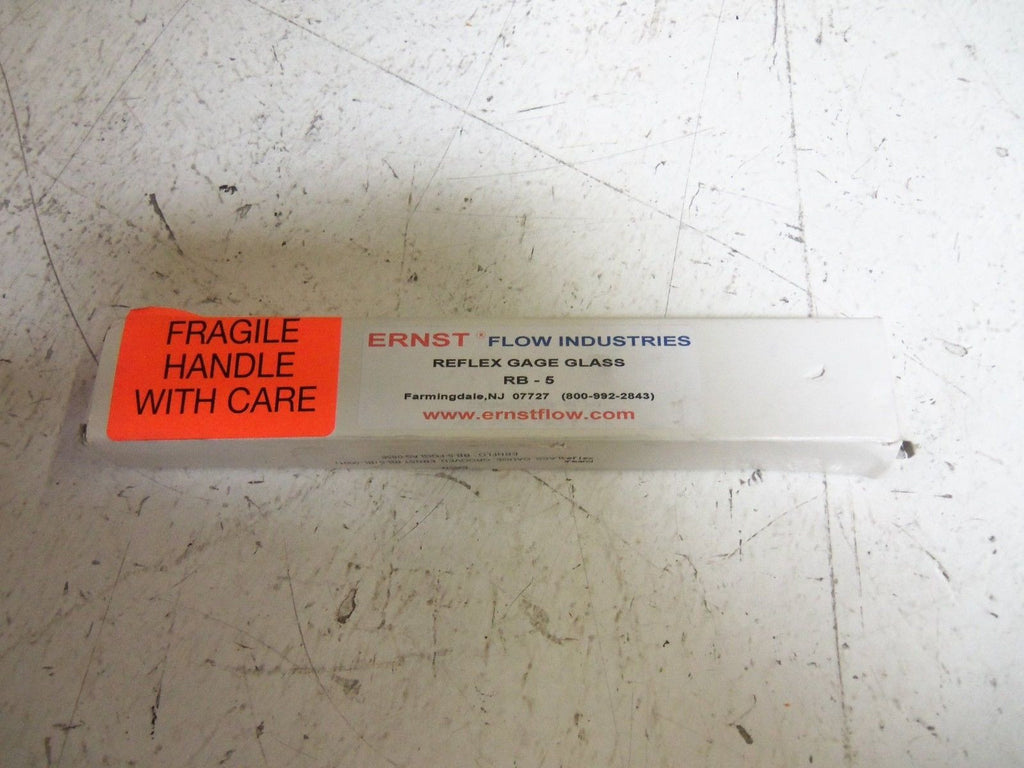 FRAGILE
HANDLE
WITH CARE
ERNST FLOW INDUSTRIES
REFLEX GAGE GLASS
RB - 5
Farmingdale,NJ 07727 (800-992-2843)
www.ernstflow.com